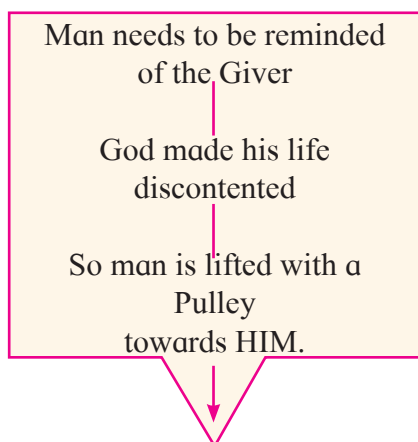 Man needs to be reminded
of the Giver
God made his life
discontented
So man is lifted with a
Pulley
towards HIM.